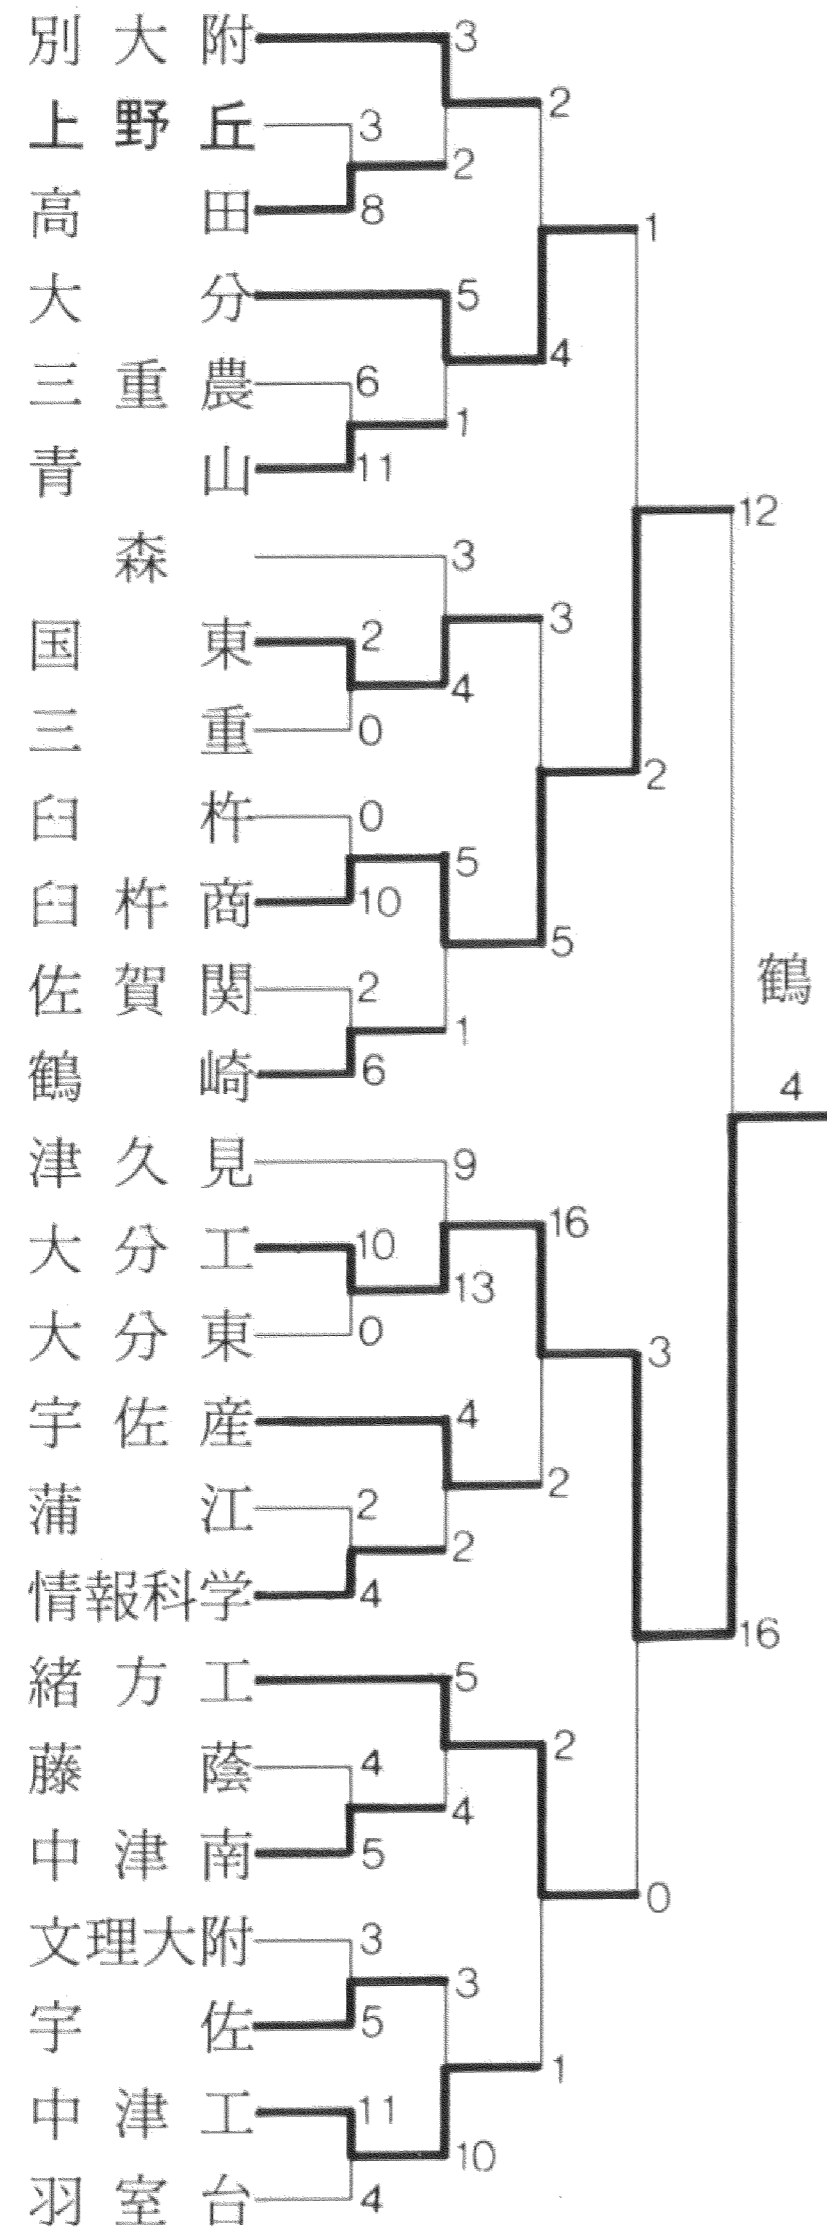 別大附
3
2
上野丘
3
2
高田
8
1
大分
5
4
三重農
6
1
青山
11
12
森
3
3
国東
2
4
三重
0
2
臼杵
0
5
臼杵商
10
5
佐賀関
2
鶴
1
鶴崎
6
4
津久見
9
16
大分工
10
13
大分東
0
3
宇佐産
4
2
蒲江
2
2
情報科学
4
16
緒方工
5
2
藤蔭
4
4
中津南
5
0
文理大附
3
3
宇佐
5
1
中津工
11
10
羽室台
4